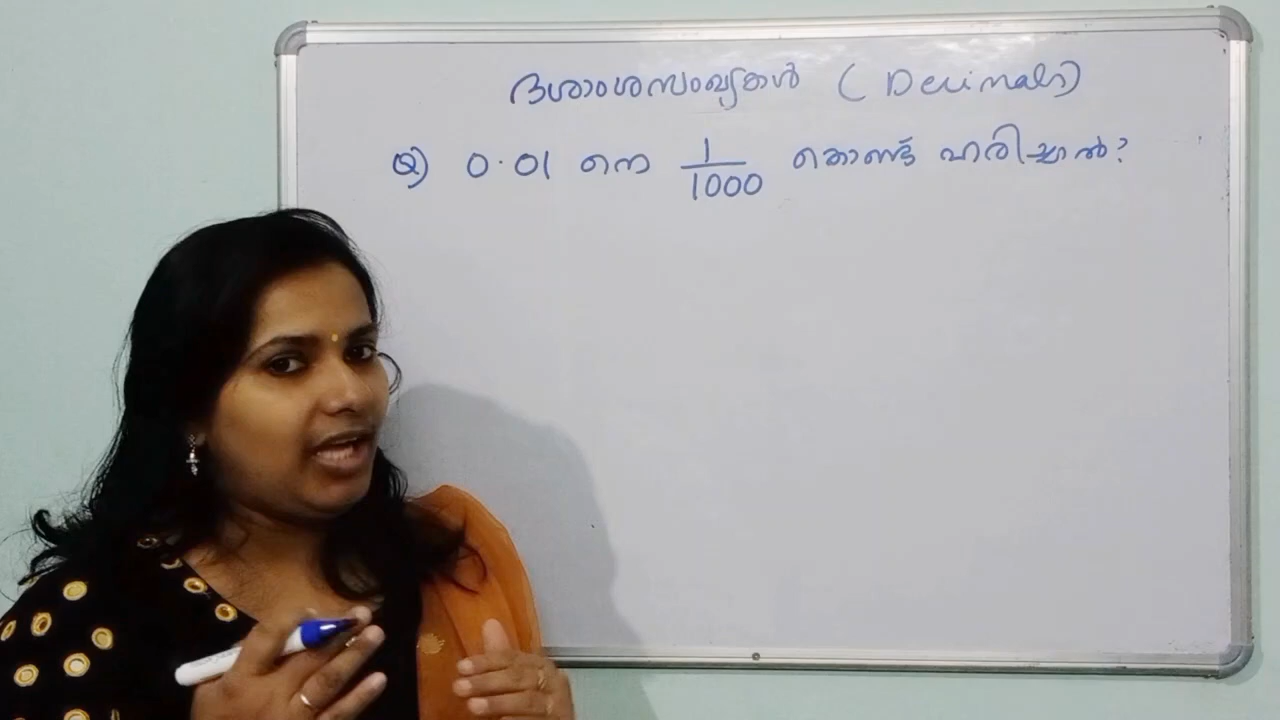 ദശാംശസംഖ്യകൾ (Decimals)
Q) 0.01 നെ 1/1000 കൊണ്ട് ഹരിച്ചാൽ?